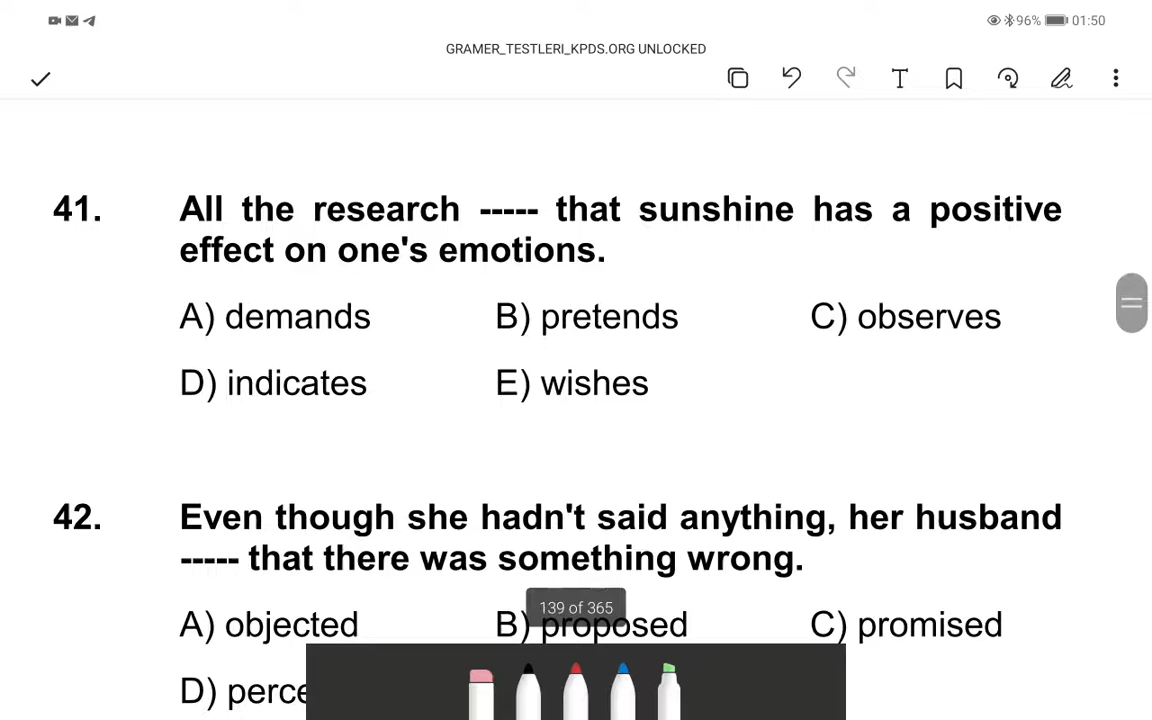 96% 01:50
GRAMER_TESTLERI_KPDS.ORG UNLOCKED
T
41. All the research ----- that sunshine has a positive
effect on one's emotions.
A) demands B) pretends C) observes
D) indicates E) wishes
42. Even though she hadn't said anything, her husband
----- that there was something wrong.
139 of 365
A) objected B) proposed C) promised
D) perce